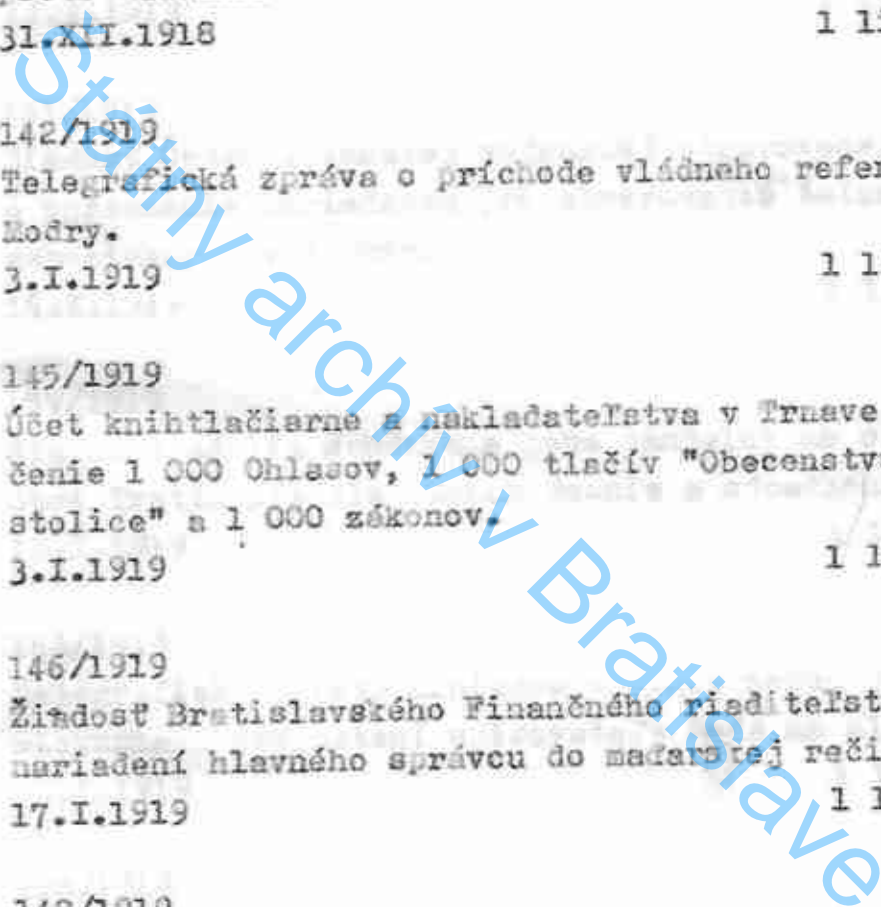 31.XII.1918 1 1
142/1919
Telegrafická zpráva o príchode vládneho refer
Modry.
3.I.1919 1 1
145/1919
Účet knihtlačiarne a nakladateľstva v Trnave
čenie 1 000 Ohlasov, 1 000 tlačív "Obecenstv
stolice" a 1 000 zákonov.
3.I.1919 1 1
146/1919
Žiadosť Bratislavského Finančného riaditeľst
nariadení hlavného správcu do maďarskej reči
17.I.1919 1 1
148/1919
Štátny archív v Bratislave